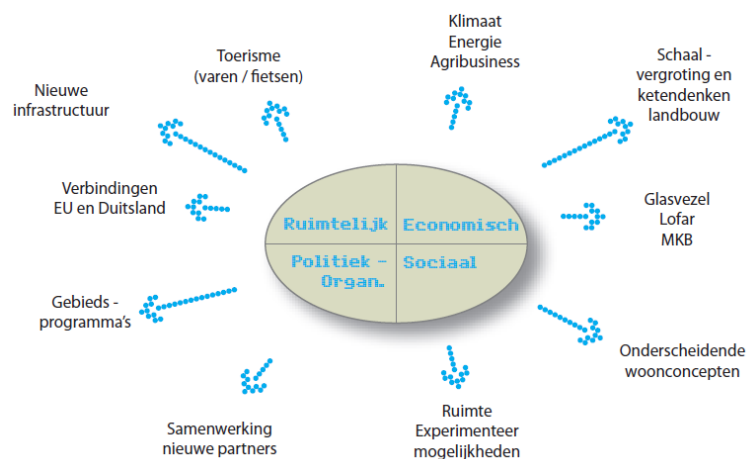 Klimaat
Energie
Agribusiness
Toerisme
(varen / fietsen)
Schaal -
vergroting en
ketendenken
landbouw
Nieuwe
infrastructuur
Verbindingen
EU en Duitsland
Ruimtelijk
Economisch
Glasvezel
Lofar
MKB
Politiek -
Organ.
Sociaal
Gebieds -
programma's
Onderscheidende
woonconcepten
Samenwerking
nieuwe partners
Ruimte
Experimenteer
mogelijkheden